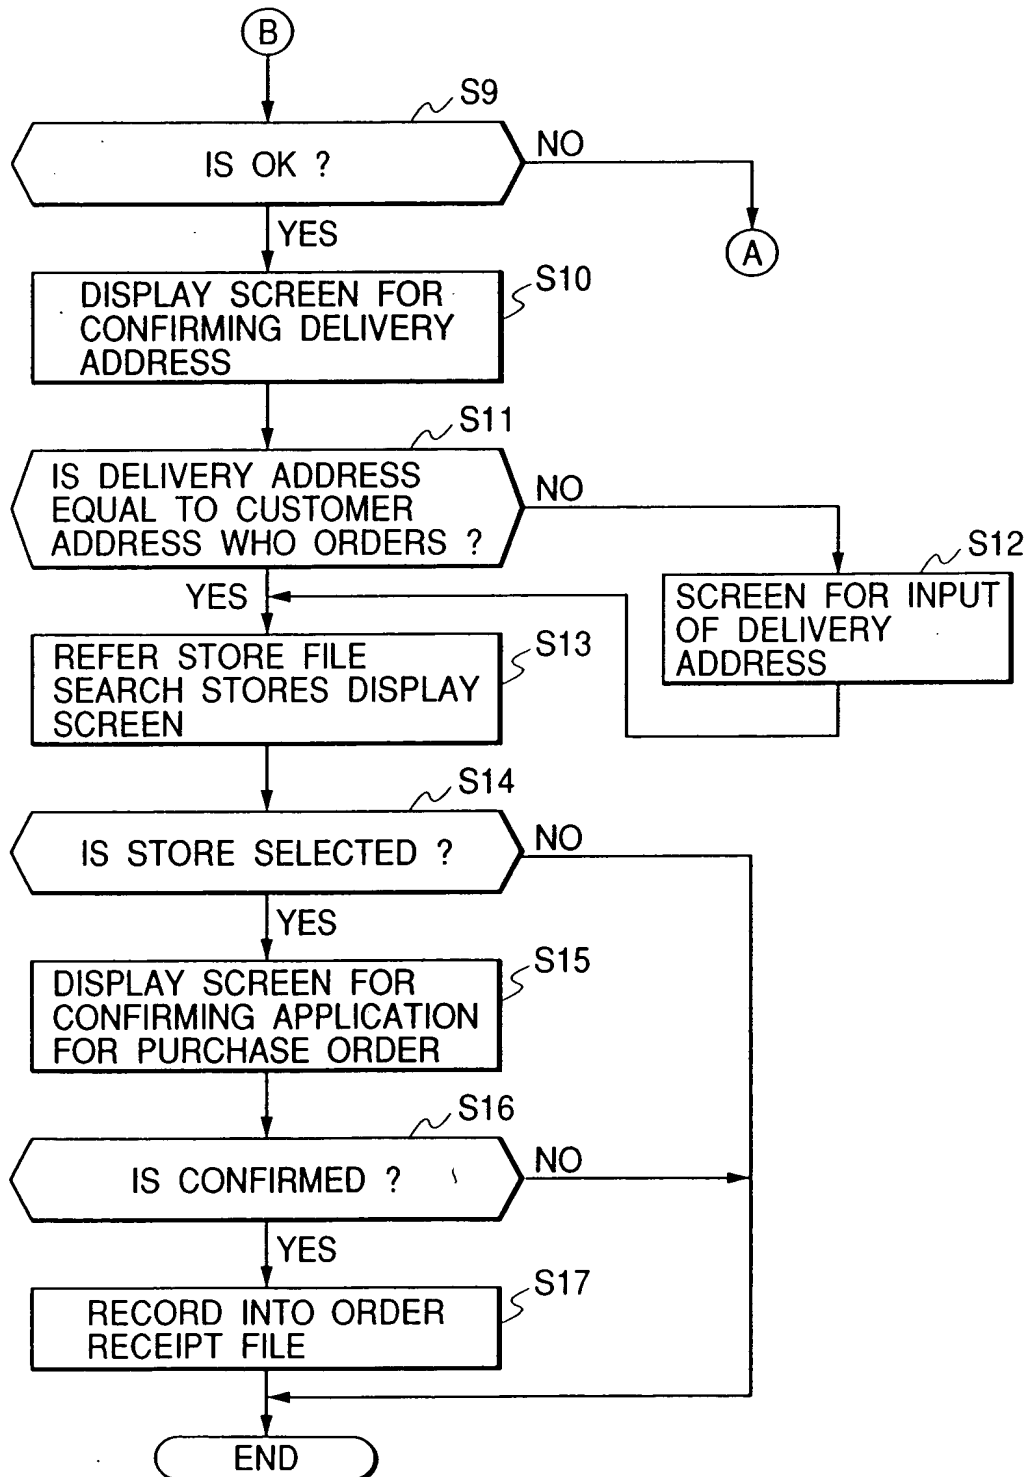 B
S9
IS OK ?
NO
YES
A
S10
DISPLAY SCREEN FOR
CONFIRMING DELIVERY
ADDRESS
S11
IS DELIVERY ADDRESS
EQUAL TO CUSTOMER
ADDRESS WHO ORDERS ?
NO
YES
S12
SCREEN FOR INPUT
OF DELIVERY
ADDRESS
S13
REFER STORE FILE
SEARCH STORES DISPLAY
SCREEN
S14
IS STORE SELECTED ?
NO
YES
S15
DISPLAY SCREEN FOR
CONFIRMING APPLICATION
FOR PURCHASE ORDER
S16
IS CONFIRMED ?
NO
YES
S17
RECORD INTO ORDER
RECEIPT FILE
END